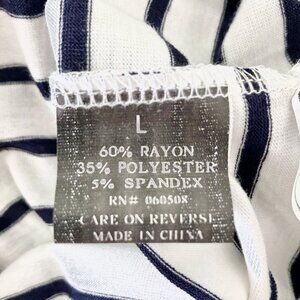 L
60% RAYON
35% POLYESTER
5% SPANDEX
RN# 060508
CARE ON REVERSE
MADE IN CHINA